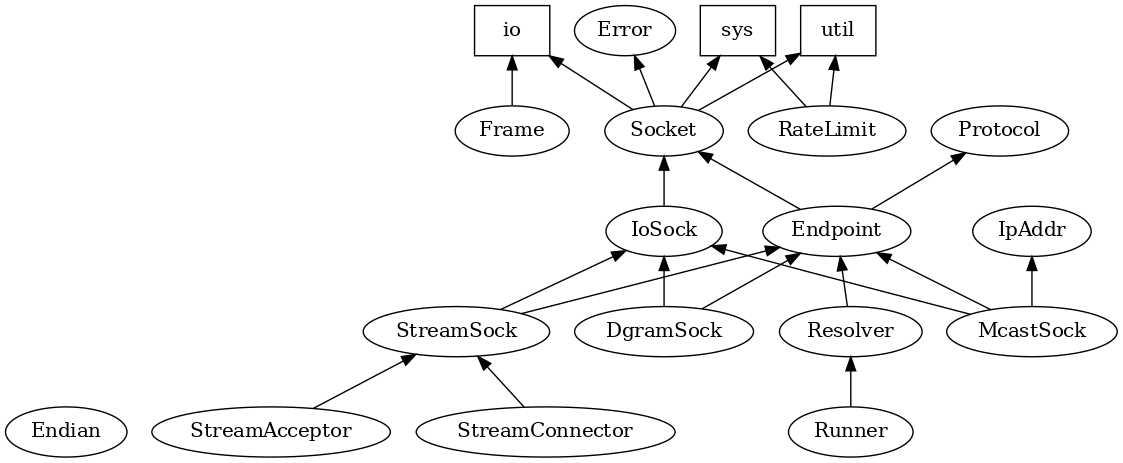 io
Error
sys
util
Frame
Socket
RateLimit
Protocol
IoSock
Endpoint
IpAddr
StreamSock
DgramSock
Resolver
McastSock
Endian
StreamAcceptor
StreamConnector
Runner